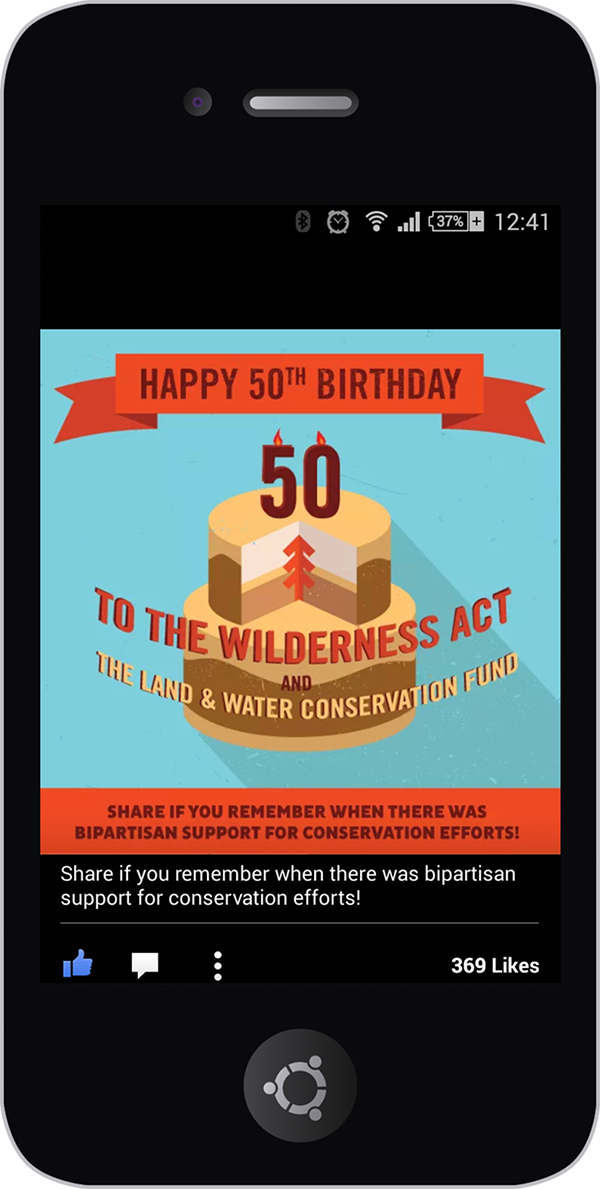 37% 12:41
HAPPY 50TH BIRTHDAY
50
TO THE WILDERNESS ACT
AND
THE LAND & WATER CONSERVATION FUND
SHARE IF YOU REMEMBER WHEN THERE WAS
BIPARTISAN SUPPORT FOR CONSERVATION EFFORTS!
Share if you remember when there was bipartisan
support for conservation efforts!
369 Likes